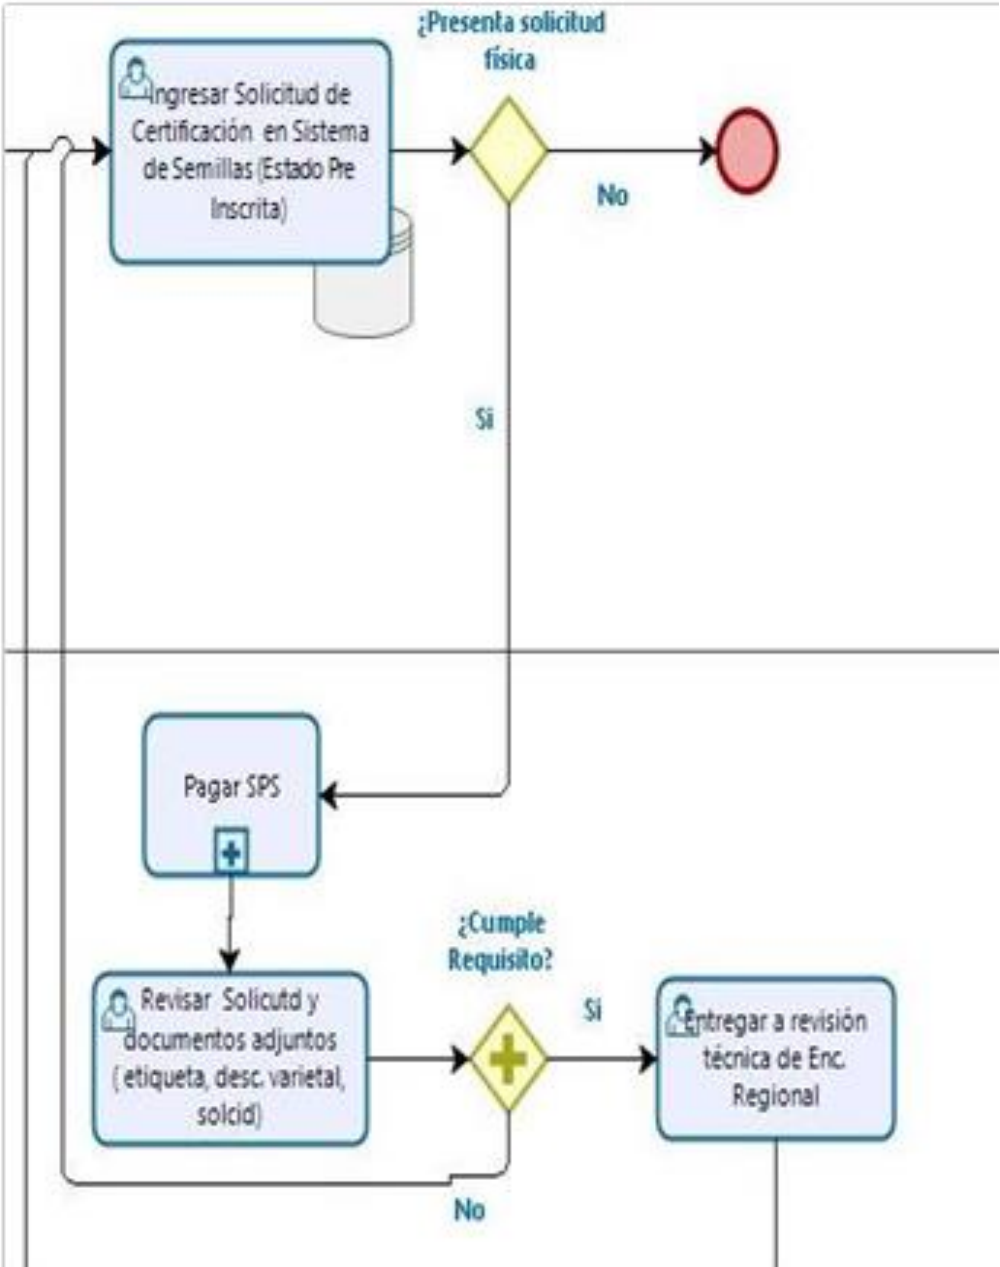 ¿Presenta solicitud
física
Ingresar Solicitud de
Certificación en Sistema
de Semillas (Estado Pre
Inscrita)
No
Si
Pagar SPS
¿Cumple
Requisito?
Revisar Solicutd y
documentos adjuntos
( etiqueta, desc. varietal,
solcid)
Si
Entregar a revisión
técnica de Enc.
Regional
No